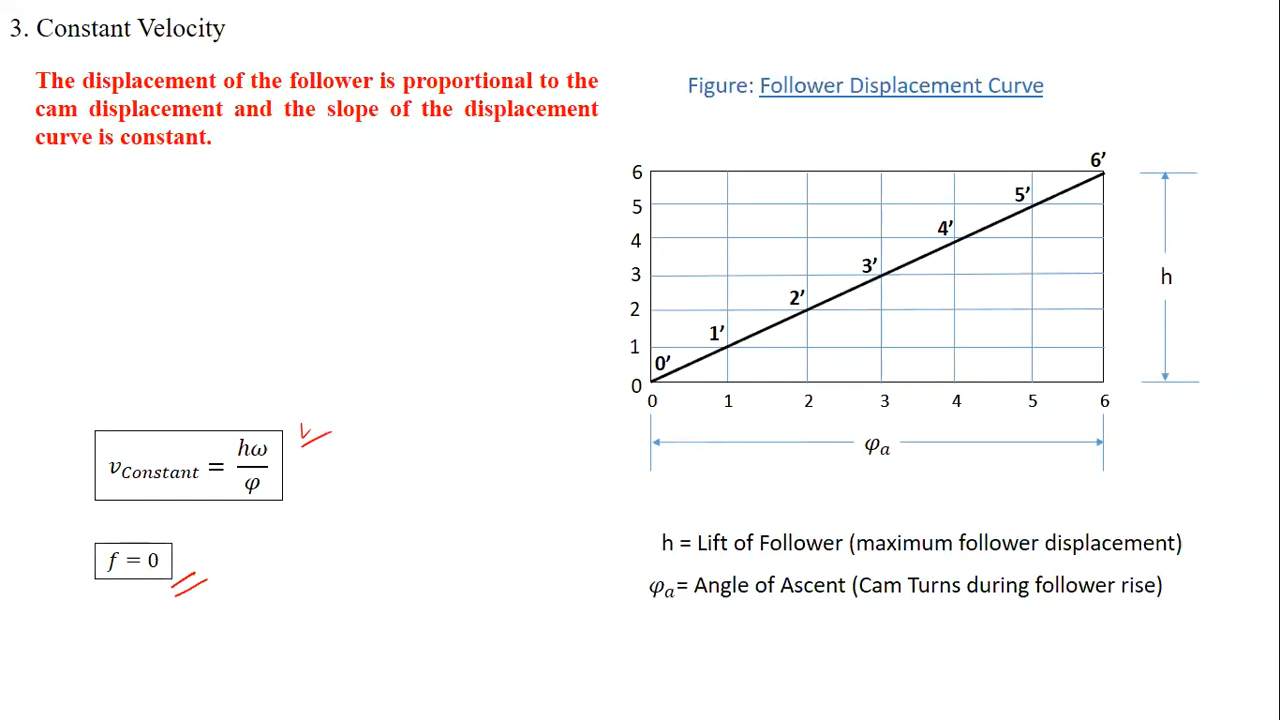 3. Constant Velocity
The displacement of the follower is proportional to the
cam displacement and the slope of the displacement
curve is constant.
v_Constant = hω/φ
f = 0
Figure: Follower Displacement Curve
6
5
4
3
2
1
0
0′
1′
2′
3′
4′
5′
6′
0 1 2 3 4 5 6
h
φₐ
h = Lift of Follower (maximum follower displacement)
φₐ= Angle of Ascent (Cam Turns during follower rise)